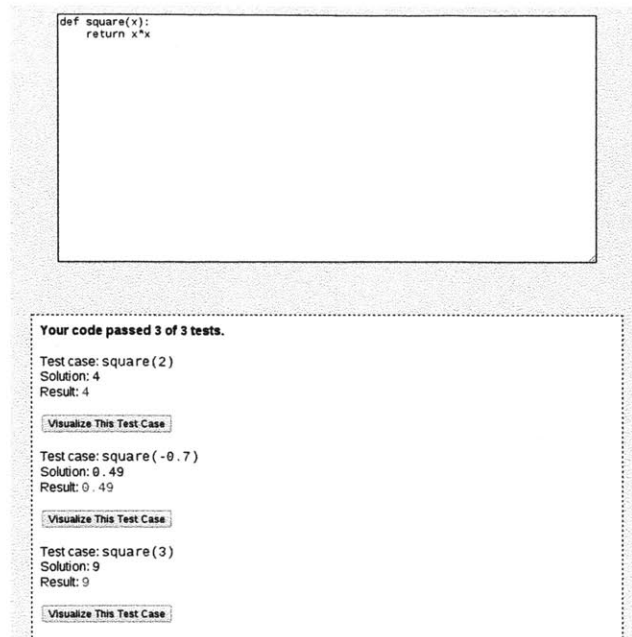 def square(x):
return x*x
Your code passed 3 of 3 tests.
Test case: square(2)
Solution: 4
Result: 4
Visualize This Test Case
Test case: square(-0.7)
Solution: 0.49
Result: 0.49
Visualize This Test Case
Test case: square(3)
Solution: 9
Result: 9
Visualize This Test Case